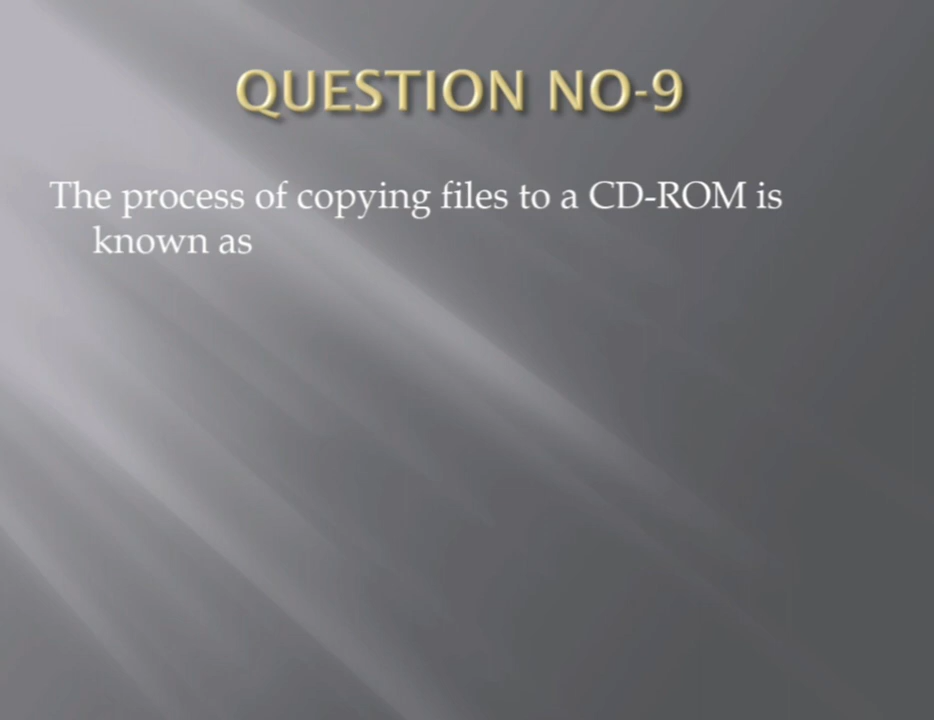 QUESTION NO-9
The process of copying files to a CD-ROM is
known as